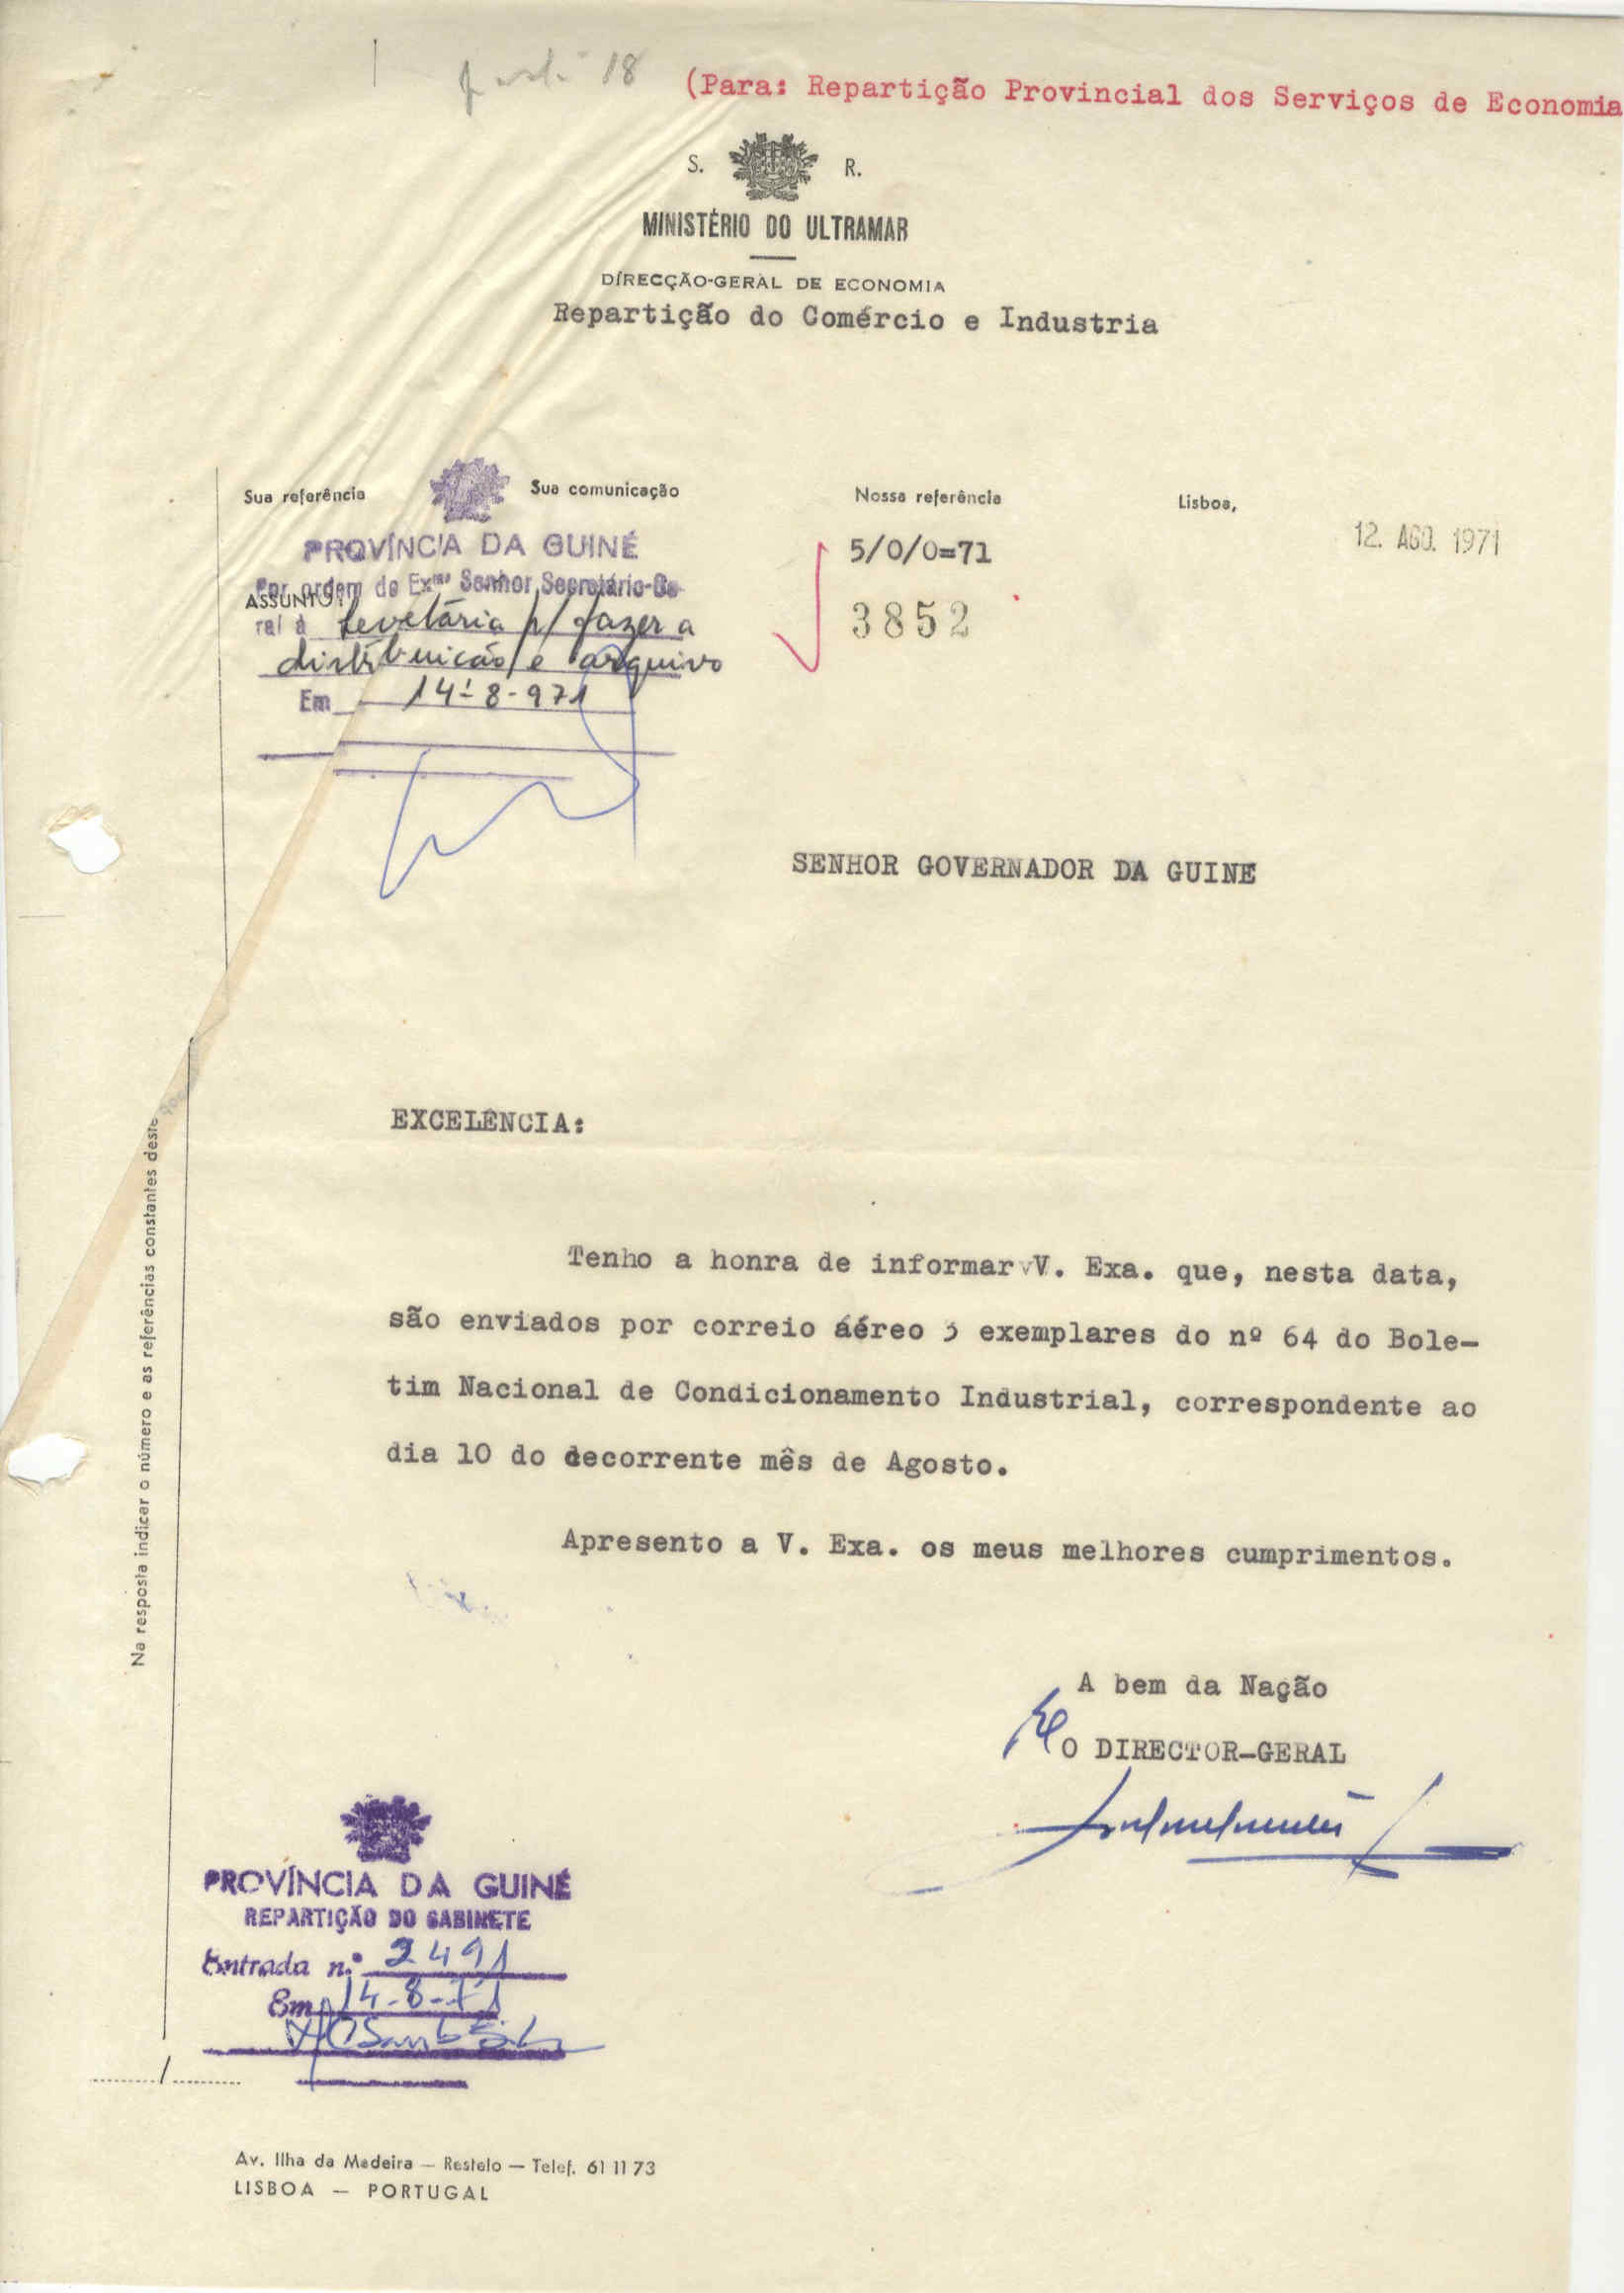 18
(Para: Repartição Provincial dos Serviços de Economia
S. R.
MINISTÉRIO DO ULTRAMAR
DIRECÇÃO-GERAL DE ECONOMIA
Repartição do Comércio e Industria
Sua referência Sua comunicação Nossa referência Lisboa,
12. AGO. 1971
5/0/0=71
3852
PROVÍNCIA DA GUINÉ
Por ordem do Exmo Senhor Secretário-Ge-
ASSUNTO:
ral à p/ fazer a
distribuição e arquivo
Em 14-8-971
SENHOR GOVERNADOR DA GUINE
EXCELÊNCIA:
Tenho a honra de informar V. Exa. que, nesta data,
são enviados por correio áéreo 3 exemplares do nº 64 do Bole-
tim Nacional de Condicionamento Industrial, correspondente ao
dia 10 do decorrente mês de Agosto.
Apresento a V. Exa. os meus melhores cumprimentos.
A bem da Nação
O DIRECTOR-GERAL
Na resposta indicar o número e as referências constantes deste
PROVÍNCIA DA GUINÉ
REPARTIÇÃO DO GABINETE
Entrada n.º 2491
Em 14-8-71
/
Av. Ilha da Madeira — Restelo — Telef. 61 11 73
LISBOA — PORTUGAL